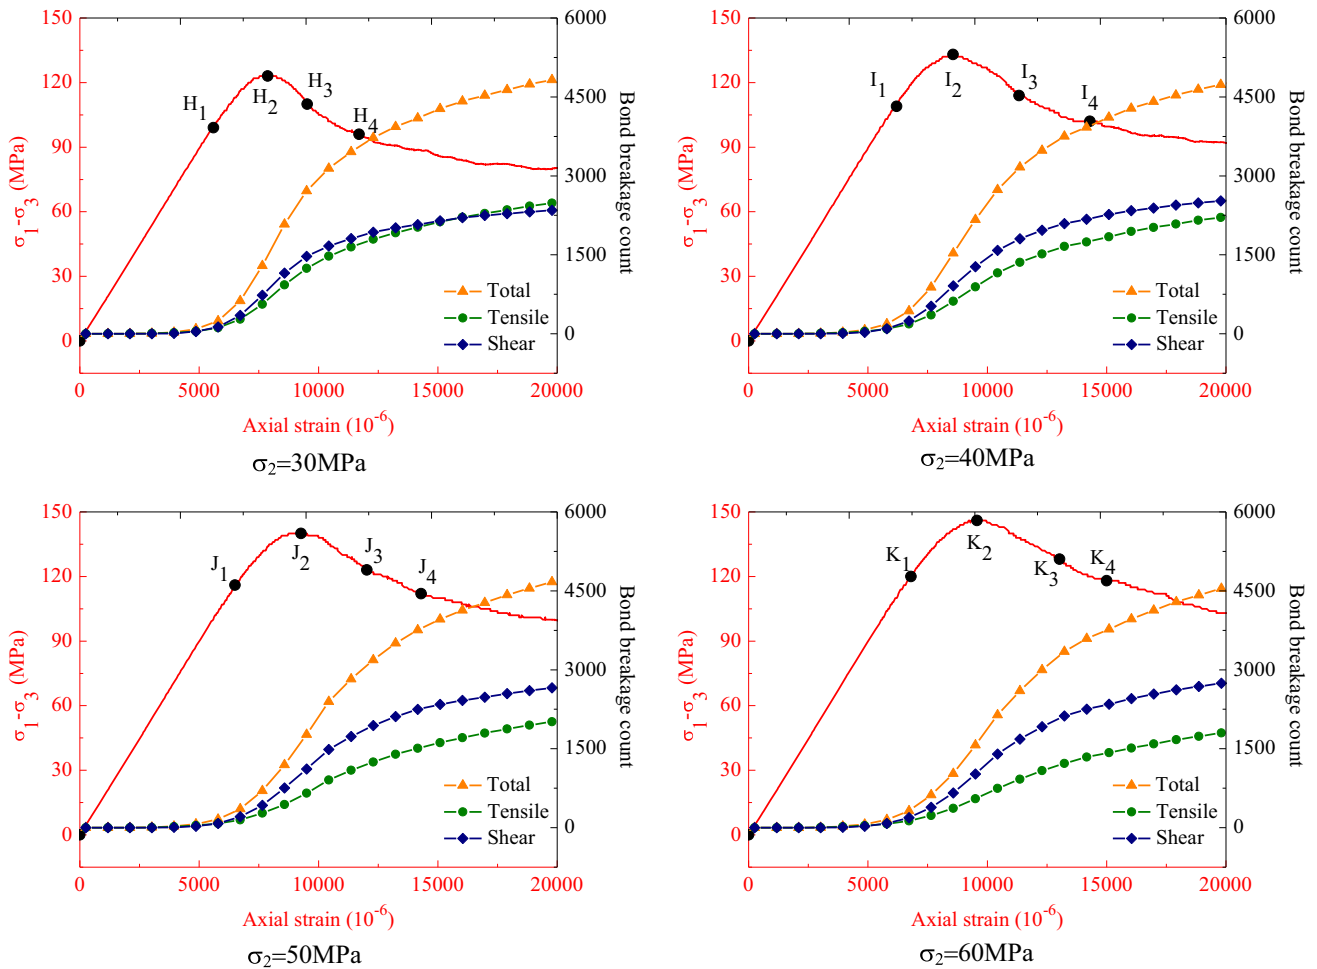 150
120
90
60
30
0
σ1-σ3 (MPa)
6000
4500
3000
1500
0
Bond breakage count
H1
H2
H3
H4
Total
Tensile
Shear
0
5000
10000
15000
20000
Axial strain (10-6)
σ2=30MPa
150
120
90
60
30
0
σ1-σ3 (MPa)
6000
4500
3000
1500
0
Bond breakage count
I1
I2
I3
I4
Total
Tensile
Shear
0
5000
10000
15000
20000
Axial strain (10-6)
σ2=40MPa
150
120
90
60
30
0
σ1-σ3 (MPa)
6000
4500
3000
1500
0
Bond breakage count
J1
J2
J3
J4
Total
Tensile
Shear
0
5000
10000
15000
20000
Axial strain (10-6)
σ2=50MPa
150
120
90
60
30
0
σ1-σ3 (MPa)
6000
4500
3000
1500
0
Bond breakage count
K1
K2
K3
K4
Total
Tensile
Shear
0
5000
10000
15000
20000
Axial strain (10-6)
σ2=60MPa